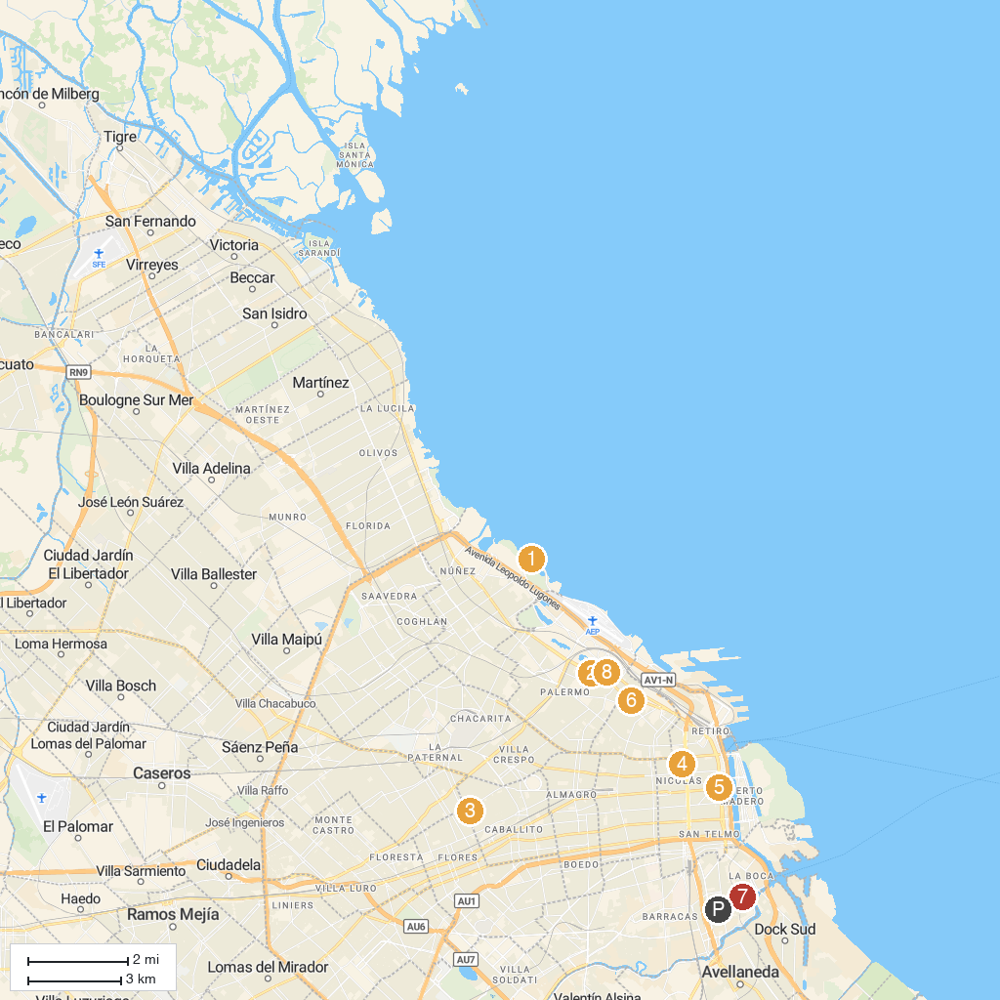 ncón de Milberg
Tigre
ISLA
SANTA
MÓNICA
San Fernando
eco
Victoria
ISLA
SARANDÍ
SFE
Virreyes
Beccar
San Isidro
BANCALARI
LA
HORQUETA
cuato
RN9
Martínez
Boulogne Sur Mer
MARTÍNEZ
OESTE
LA LUCILA
OLIVOS
Villa Adelina
José León Suárez
MUNRO
FLORIDA
Ciudad Jardín
El Libertador
Villa Ballester
NÚÑEZ
Avenida Leopoldo Lugones
1
l Libertador
SAAVEDRA
COGHLAN
AEP
Loma Hermosa
Villa Maipú
Villa Bosch
2
8
AV1-N
PALERMO
6
Villa Chacabuco
CHACARITA
Ciudad Jardín
Lomas del Palomar
RETIRO
Sáenz Peña
LA
PATERNAL
VILLA
CRESPO
4
Caseros
NICOLÁS
5
ERTO
MADERO
Villa Raffo
ALMAGRO
3
El Palomar
José Ingenieros
MONTE
CASTRO
CABALLITO
SAN TELMO
FLORESTA
FLORES
BOEDO
Villa Sarmiento
Ciudadela
LA BOCA
VILLA LURO
Haedo
LINIERS
AU1
7
P
Ramos Mejía
AU6
BARRACAS
Dock Sud
2 mi
3 km
Lomas del Mirador
AU7
VILLA
SOLDATI
Avellaneda
Villa Luzuriaga
Valentín Alsina